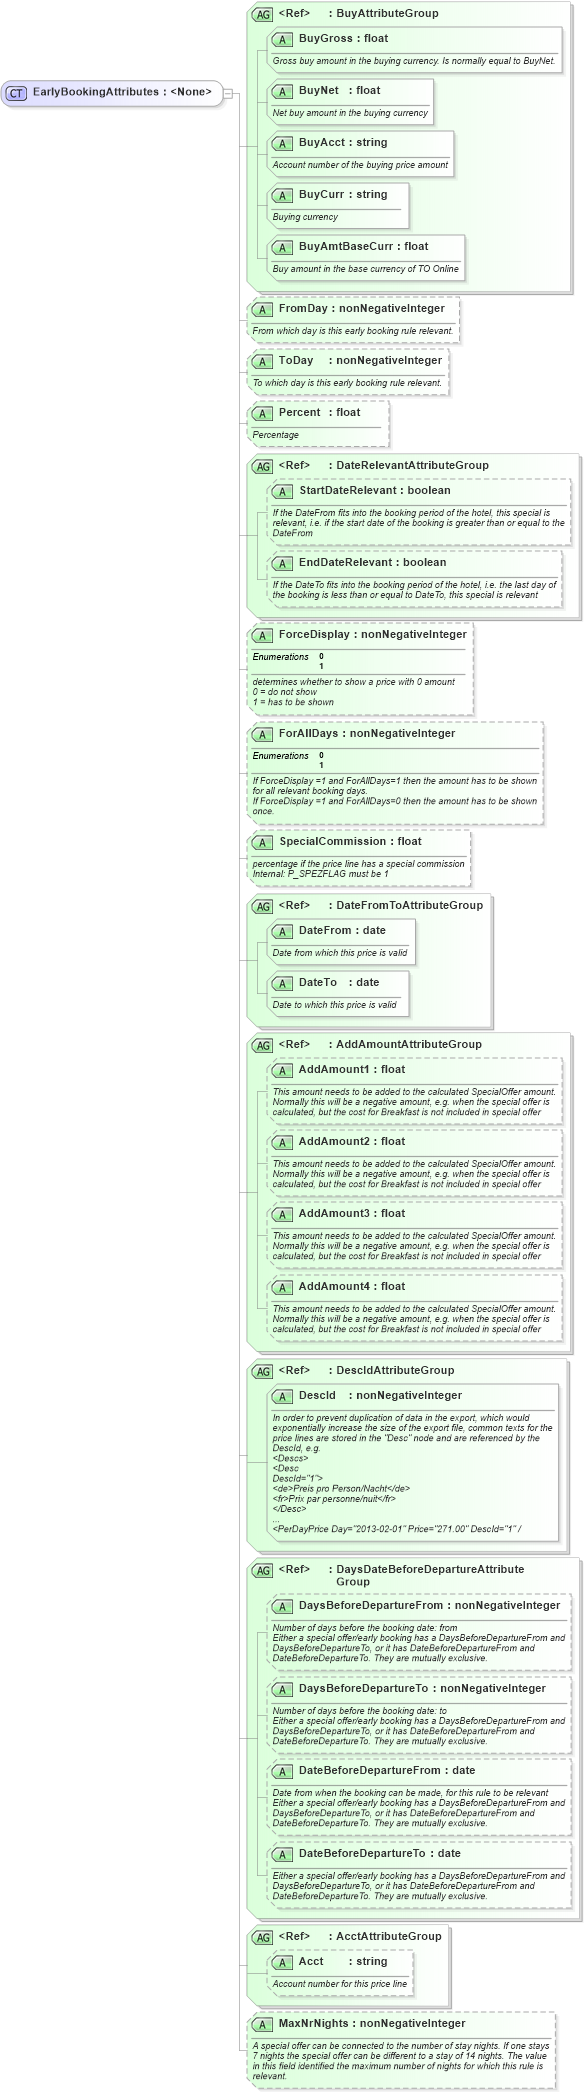 CT EarlyBookingAttributes : <None>
AG <Ref> : BuyAttributeGroup
A BuyGross : float
Gross buy amount in the buying currency. Is normally equal to BuyNet.
A BuyNet : float
Net buy amount in the buying currency
A BuyAcct : string
Account number of the buying price amount
A BuyCurr : string
Buying currency
A BuyAmtBaseCurr : float
Buy amount in the base currency of TO Online
A FromDay : nonNegativeInteger
From which day is this early booking rule relevant.
A ToDay : nonNegativeInteger
To which day is this early booking rule relevant.
A Percent : float
Percentage
AG <Ref> : DateRelevantAttributeGroup
A StartDateRelevant : boolean
If the DateFrom fits into the booking period of the hotel, this special is
relevant, i.e. if the start date of the booking is greater than or equal to the
DateFrom
A EndDateRelevant : boolean
If the DateTo fits into the booking period of the hotel, i.e. the last day of
the booking is less than or equal to DateTo, this special is relevant
A ForceDisplay : nonNegativeInteger
Enumerations 0
1
determines whether to show a price with 0 amount
0 = do not show
1 = has to be shown
A ForAllDays : nonNegativeInteger
Enumerations 0
1
If ForceDisplay =1 and ForAllDays=1 then the amount has to be shown
for all relevant booking days.
If ForceDisplay =1 and ForAllDays=0 then the amount has to be shown
once.
A SpecialCommission : float
percentage if the price line has a special commission
Internal: P_SPEZFLAG must be 1
AG <Ref> : DateFromToAttributeGroup
A DateFrom : date
Date from which this price is valid
A DateTo : date
Date to which this price is valid
AG <Ref> : AddAmountAttributeGroup
A AddAmount1 : float
This amount needs to be added to the calculated SpecialOffer amount.
Normally this will be a negative amount, e.g. when the special offer is
calculated, but the cost for Breakfast is not included in special offer
A AddAmount2 : float
This amount needs to be added to the calculated SpecialOffer amount.
Normally this will be a negative amount, e.g. when the special offer is
calculated, but the cost for Breakfast is not included in special offer
A AddAmount3 : float
This amount needs to be added to the calculated SpecialOffer amount.
Normally this will be a negative amount, e.g. when the special offer is
calculated, but the cost for Breakfast is not included in special offer
A AddAmount4 : float
This amount needs to be added to the calculated SpecialOffer amount.
Normally this will be a negative amount, e.g. when the special offer is
calculated, but the cost for Breakfast is not included in special offer
AG <Ref> : DescIdAttributeGroup
A DescId : nonNegativeInteger
In order to prevent duplication of data in the export, which would
exponentially increase the size of the export file, common texts for the
price lines are stored in the "Desc" node and are referenced by the
DescId, e.g.
<Descs>
<Desc
DescId="1">
<de>Preis pro Person/Nacht</de>
<fr>Prix par personne/nuit</fr>
</Desc>
...
<PerDayPrice Day="2013-02-01" Price="271.00" DescId="1" /
AG <Ref> : DaysDateBeforeDepartureAttribute
Group
A DaysBeforeDepartureFrom : nonNegativeInteger
Number of days before the booking date: from
Either a special offer/early booking has a DaysBeforeDepartureFrom and
DaysBeforeDepartureTo, or it has DateBeforeDepartureFrom and
DateBeforeDepartureTo. They are mutually exclusive.
A DaysBeforeDepartureTo : nonNegativeInteger
Number of days before the booking date: to
Either a special offer/early booking has a DaysBeforeDepartureFrom and
DaysBeforeDepartureTo, or it has DateBeforeDepartureFrom and
DateBeforeDepartureTo. They are mutually exclusive.
A DateBeforeDepartureFrom : date
Date from when the booking can be made, for this rule to be relevant
Either a special offer/early booking has a DaysBeforeDepartureFrom and
DaysBeforeDepartureTo, or it has DateBeforeDepartureFrom and
DateBeforeDepartureTo. They are mutually exclusive.
A DateBeforeDepartureTo : date
Either a special offer/early booking has a DaysBeforeDepartureFrom and
DaysBeforeDepartureTo, or it has DateBeforeDepartureFrom and
DateBeforeDepartureTo. They are mutually exclusive.
AG <Ref> : AcctAttributeGroup
A Acct : string
Account number for this price line
A MaxNrNights : nonNegativeInteger
A special offer can be connected to the number of stay nights. If one stays
7 nights the special offer can be different to a stay of 14 nights. The value
in this field identified the maximum number of nights for which this rule is
relevant.